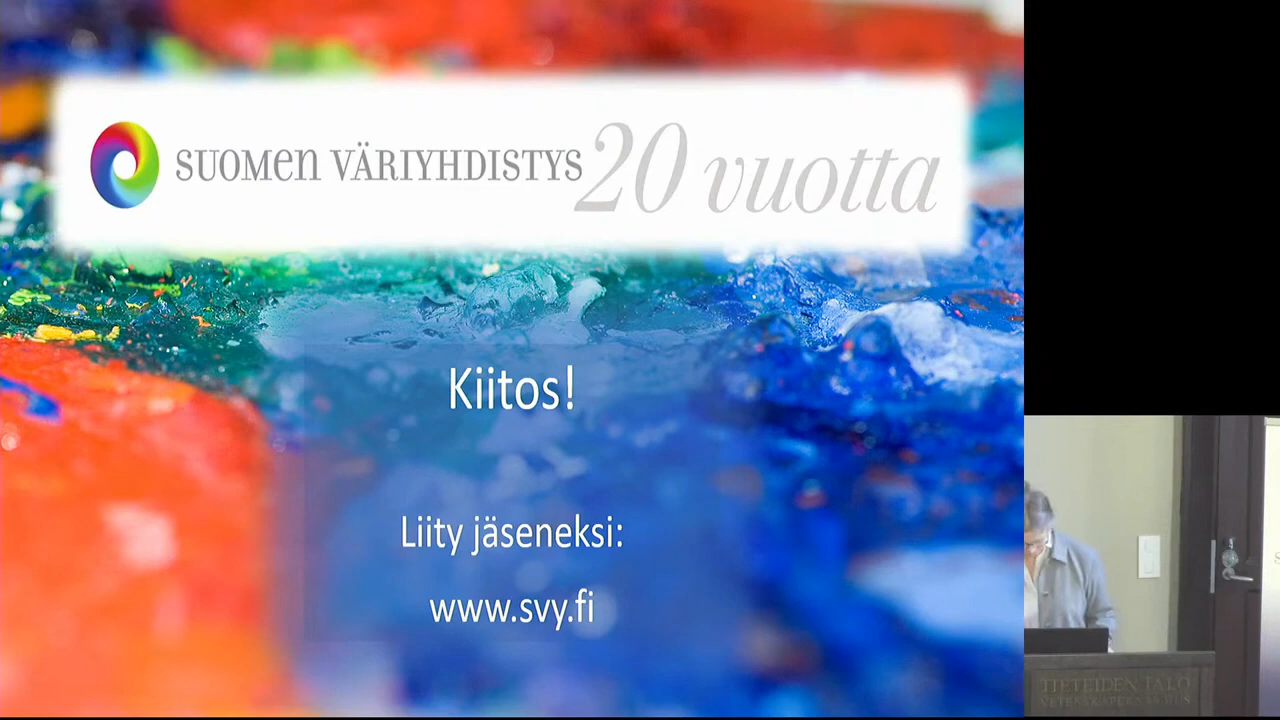 SUOMEN VÄRIYHDISTYS 20 vuotta
Kiitos!
Liity jäseneksi:
www.svy.fi
TIETEIDEN TALO